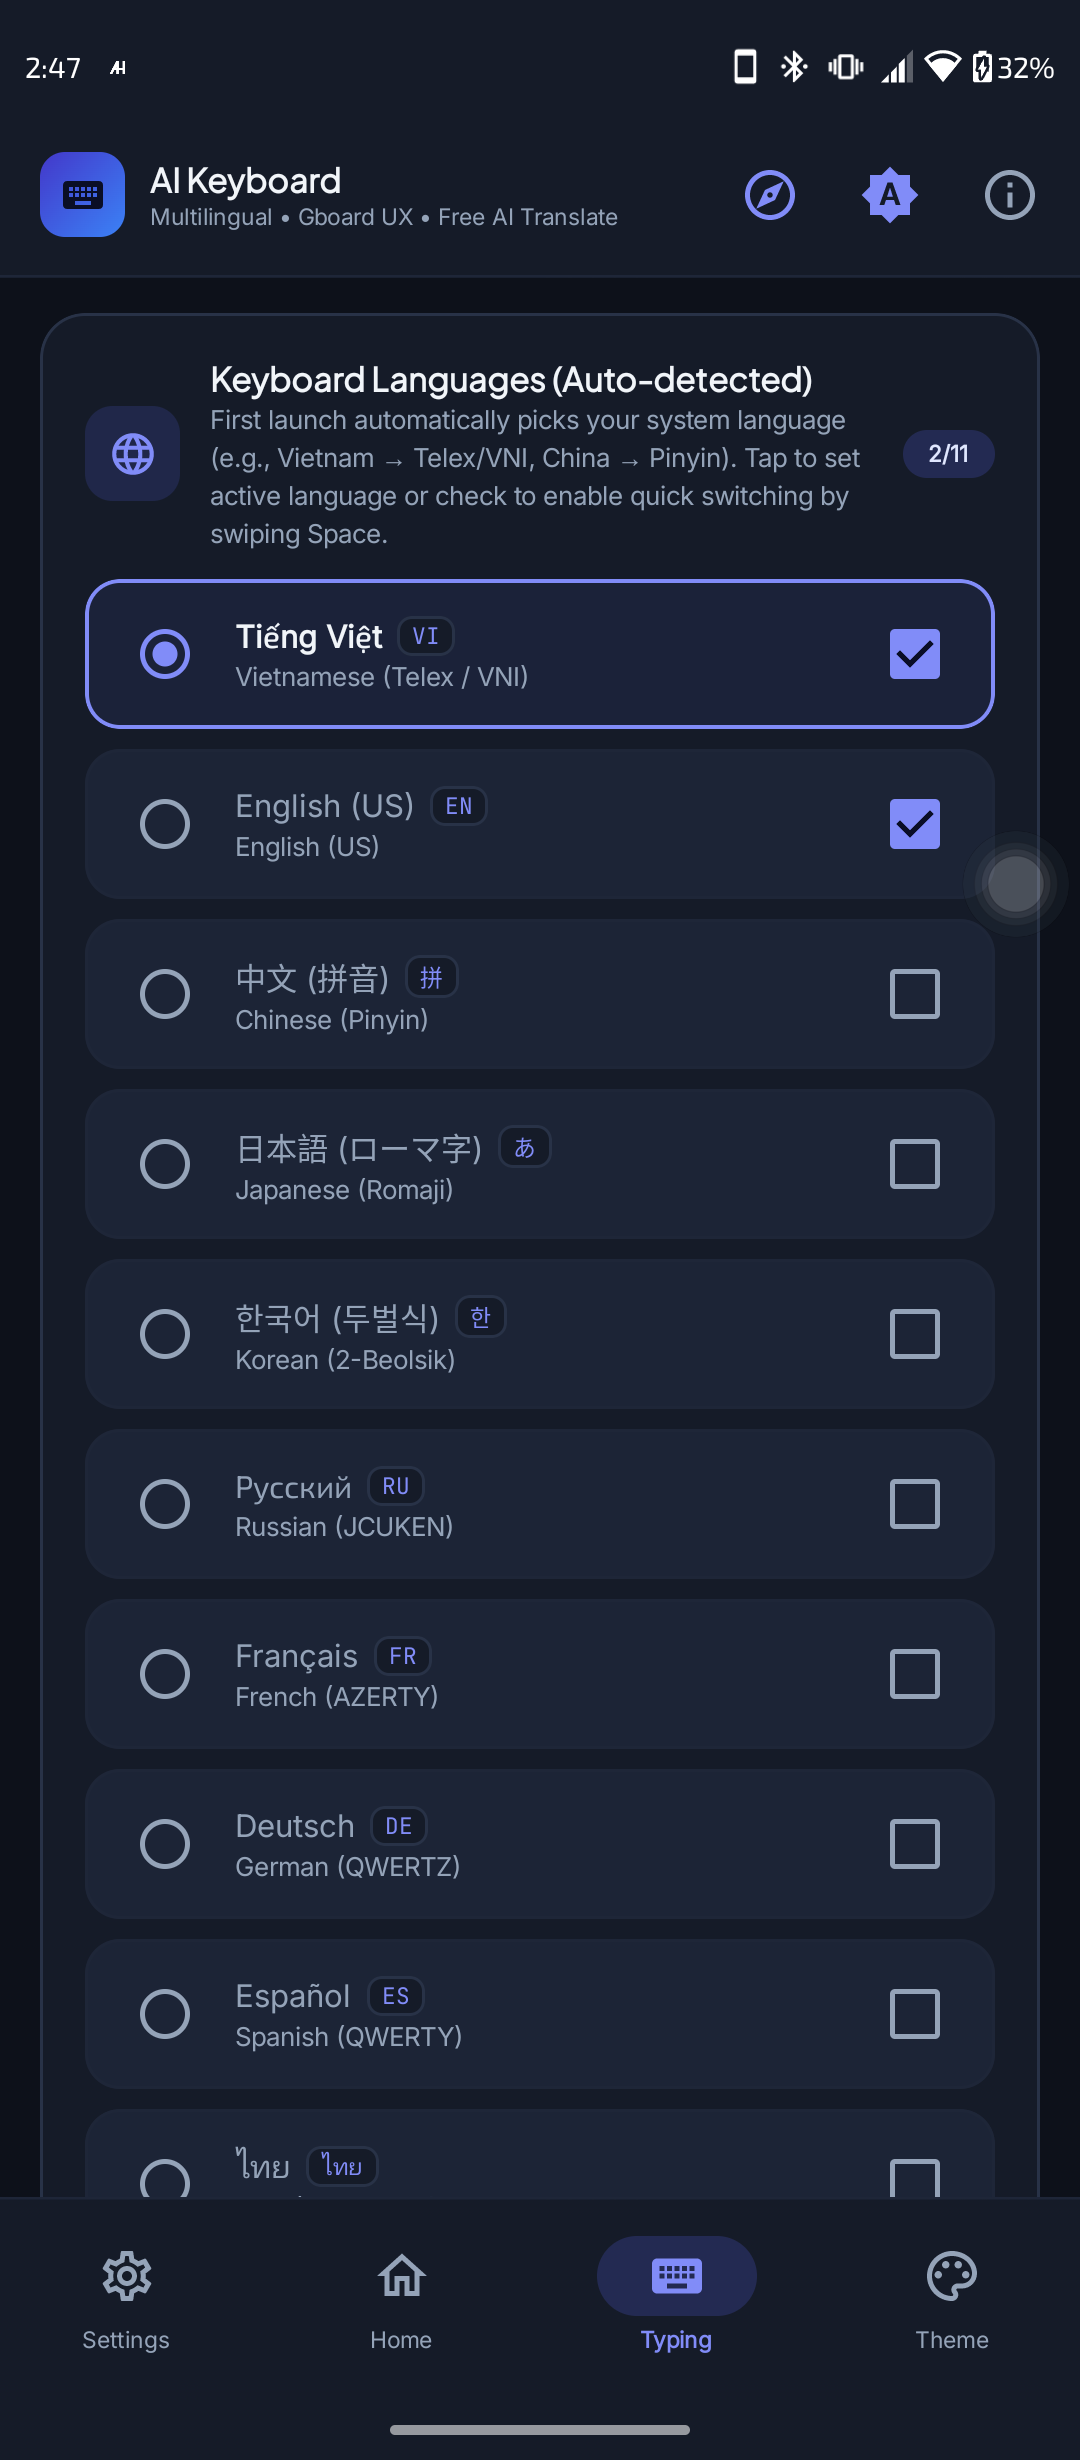 2:47
32%
AI Keyboard
Multilingual • Gboard UX • Free AI Translate
A
Keyboard Languages (Auto-detected)
First launch automatically picks your system language
(e.g., Vietnam → Telex/VNI, China → Pinyin). Tap to set
active language or check to enable quick switching by
swiping Space.
2/11
Tiếng Việt VI
Vietnamese (Telex / VNI)
English (US) EN
English (US)
中文 (拼音) 拼
Chinese (Pinyin)
日本語 (ローマ字) あ
Japanese (Romaji)
한국어 (두벌식) 한
Korean (2-Beolsik)
Русский RU
Russian (JCUKEN)
Français FR
French (AZERTY)
Deutsch DE
German (QWERTZ)
Español ES
Spanish (QWERTY)
ไทย ไทย
Settings
Home
Typing
Theme